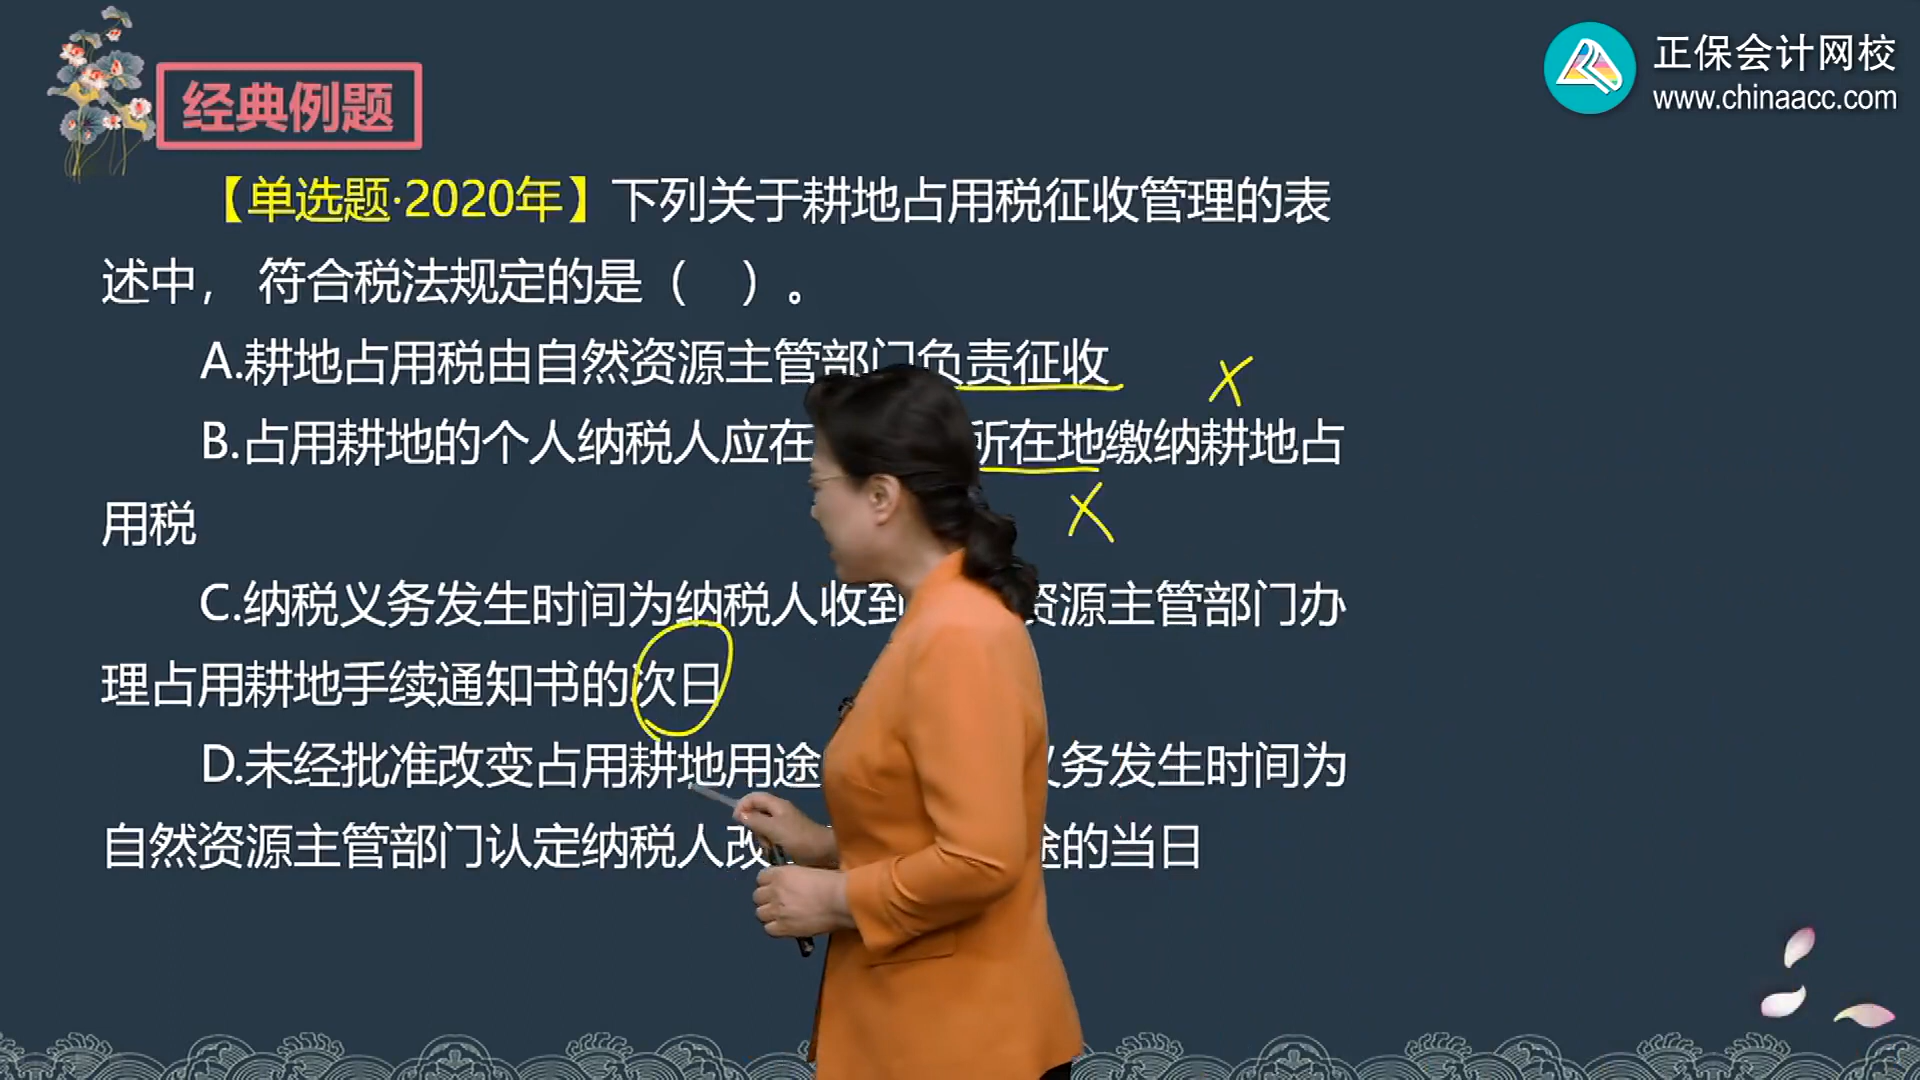 经典例题
正保会计网校
www.chinaacc.com
【单选题·2020年】下列关于耕地占用税征收管理的表
述中， 符合税法规定的是（ ）。
A.耕地占用税由自然资源主管部门负责征收
B.占用耕地的个人纳税人应在 所在地缴纳耕地占
用税
C.纳税义务发生时间为纳税人收到 资源主管部门办
理占用耕地手续通知书的次日
D.未经批准改变占用耕地用途 义务发生时间为
自然资源主管部门认定纳税人改 途的当日